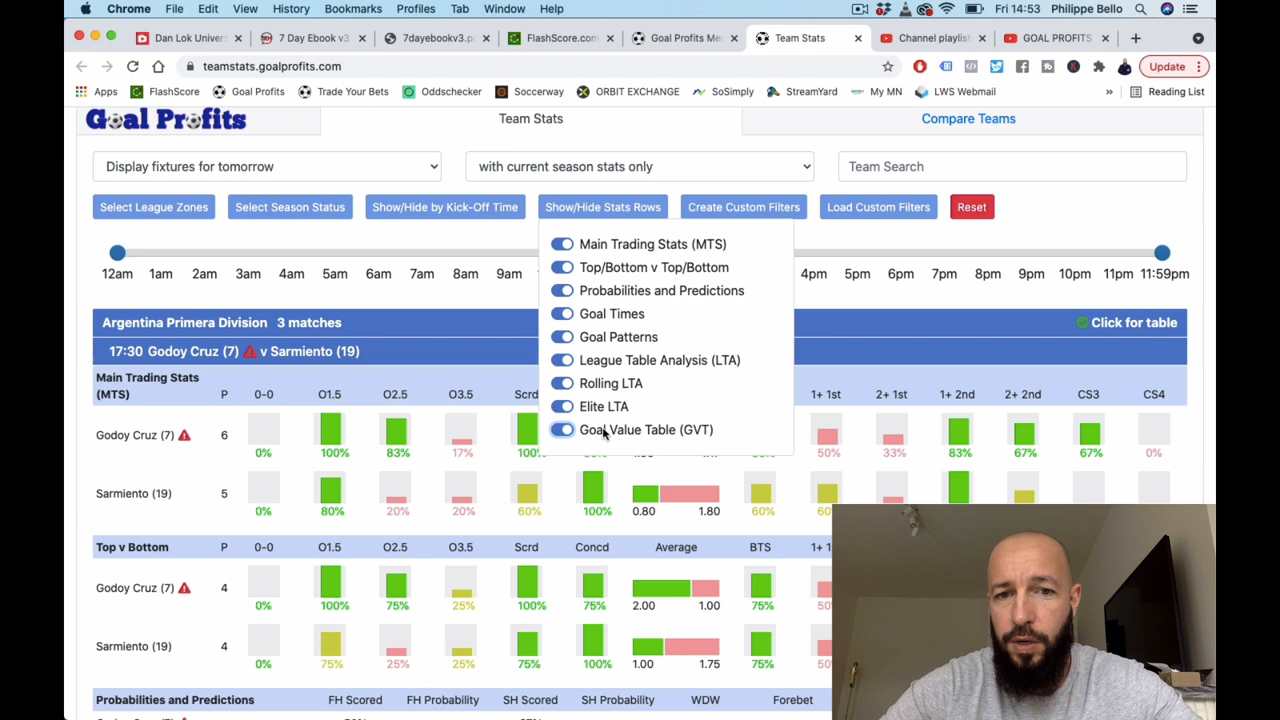 Chrome File Edit View History Bookmarks Profiles Tab Window Help Fri 14:53 Philippe Bello
Dan Lok Univers 7 Day Ebook v3 7dayebookv3.p FlashScore.com Goal Profits Me Team Stats Channel playlist GOAL PROFITS
teamstats.goalprofits.com Update
Apps FlashScore Goal Profits Trade Your Bets Oddschecker Soccerway ORBIT EXCHANGE SoSimply StreamYard My MN LWS Webmail » Reading List
Goal Profits Team Stats Compare Teams
Display fixtures for tomorrow with current season stats only Team Search
Select League Zones Select Season Status Show/Hide by Kick-Off Time Show/Hide Stats Rows Create Custom Filters Load Custom Filters Reset
Main Trading Stats (MTS)
Top/Bottom v Top/Bottom
Probabilities and Predictions
Goal Times
Goal Patterns
League Table Analysis (LTA)
Rolling LTA
Elite LTA
Goal Value Table (GVT)
12am 1am 2am 3am 4am 5am 6am 7am 8am 9am 4pm 5pm 6pm 7pm 8pm 9pm 10pm 11pm 11:59pm
Argentina Primera Division 3 matches Click for table
17:30 Godoy Cruz (7) v Sarmiento (19)
Main Trading Stats
(MTS) P 0-0 O1.5 O2.5 O3.5 Scrd 1+ 1st 2+ 1st 1+ 2nd 2+ 2nd CS3 CS4
Godoy Cruz (7) 6
0% 100% 83% 17% 100% 50% 33% 83% 67% 67% 0%
Sarmiento (19) 5
0% 80% 20% 20% 60% 100% 0.80 1.80 60%
Top v Bottom P 0-0 O1.5 O2.5 O3.5 Scrd Concd Average BTS
Godoy Cruz (7) 4
0% 100% 75% 25% 100% 75% 2.00 1.00 75%
Sarmiento (19) 4
0% 75% 25% 25% 75% 100% 1.00 1.75 75%
Probabilities and Predictions FH Scored FH Probability SH Scored SH Probability WDW Forebet